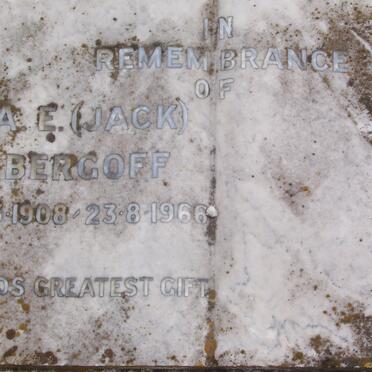 IN
REMEMBRANCE
OF
A E. (JACK)
BERGOFF
1908 - 23·8·1966
GREATEST GIFT